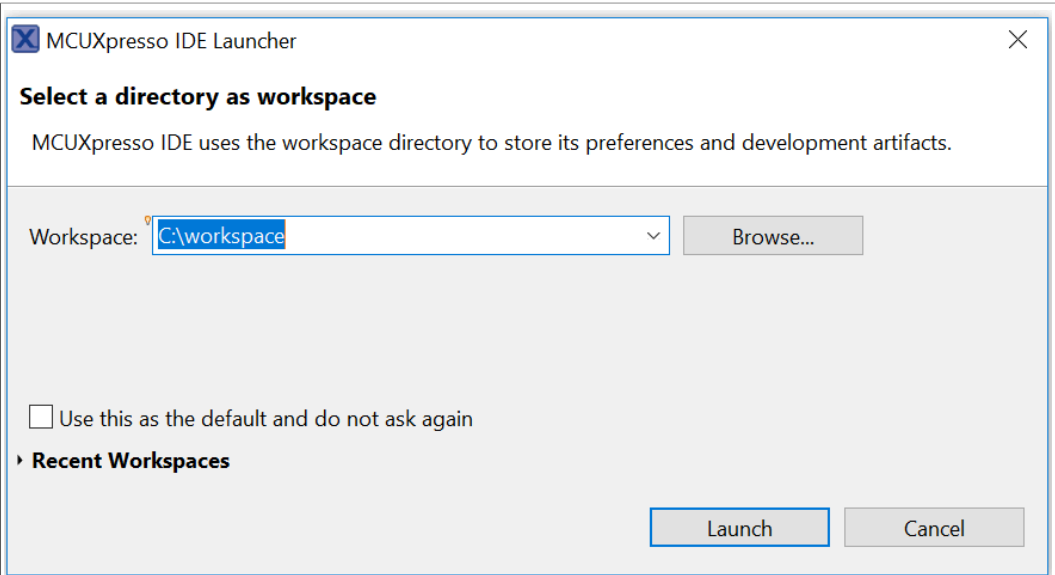 MCUXpresso IDE Launcher
Select a directory as workspace
MCUXpresso IDE uses the workspace directory to store its preferences and development artifacts.
Workspace: C:\workspace Browse...
Use this as the default and do not ask again
Recent Workspaces
Launch Cancel